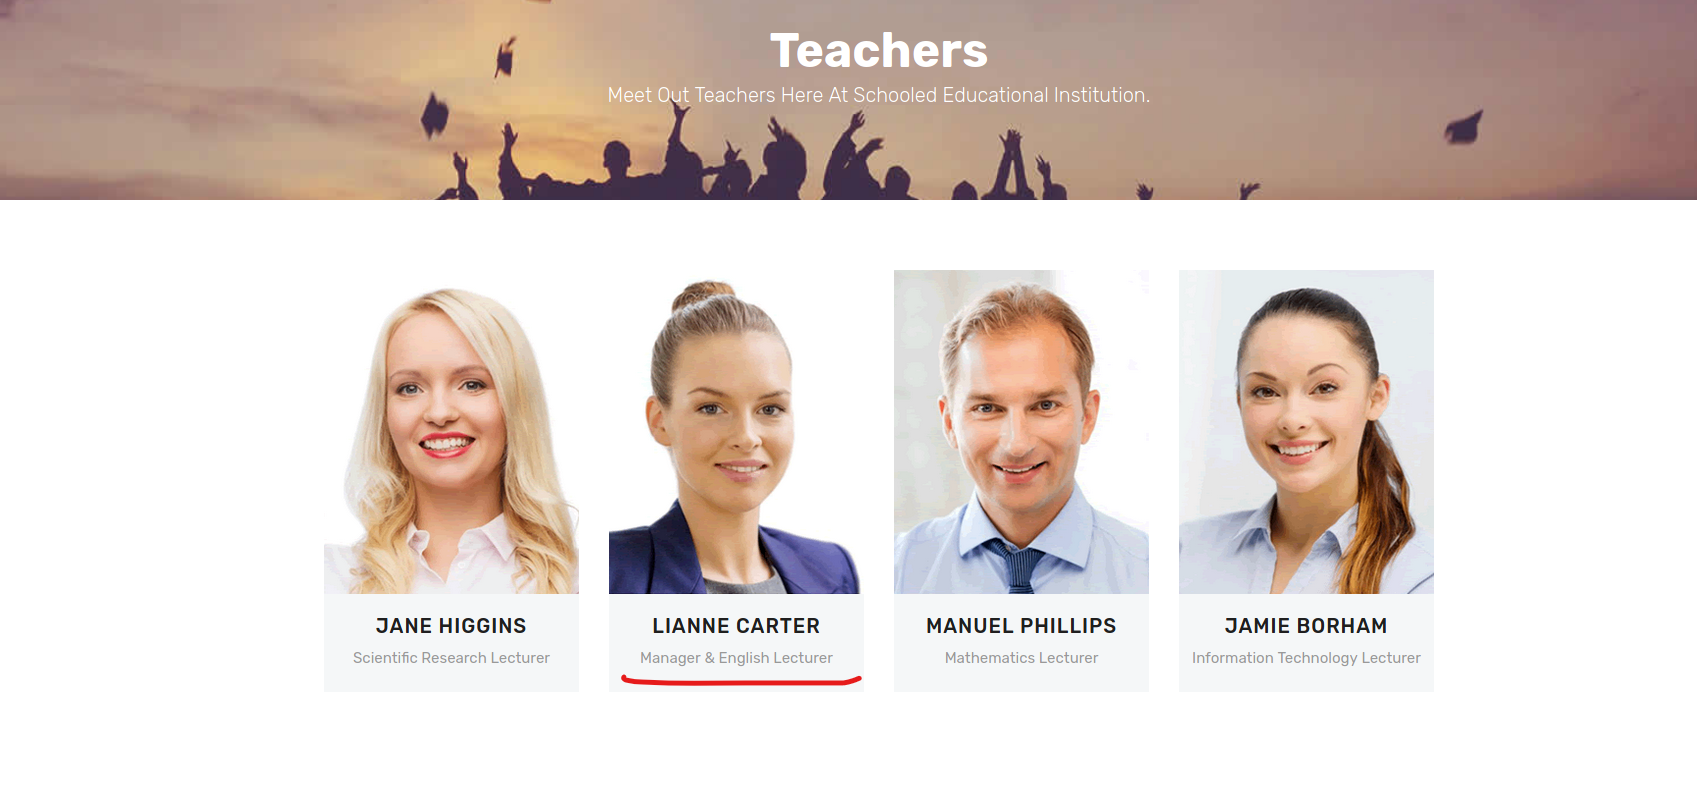 Teachers
Meet Out Teachers Here At Schooled Educational Institution.
JANE HIGGINS
Scientific Research Lecturer
LIANNE CARTER
Manager & English Lecturer
MANUEL PHILLIPS
Mathematics Lecturer
JAMIE BORHAM
Information Technology Lecturer